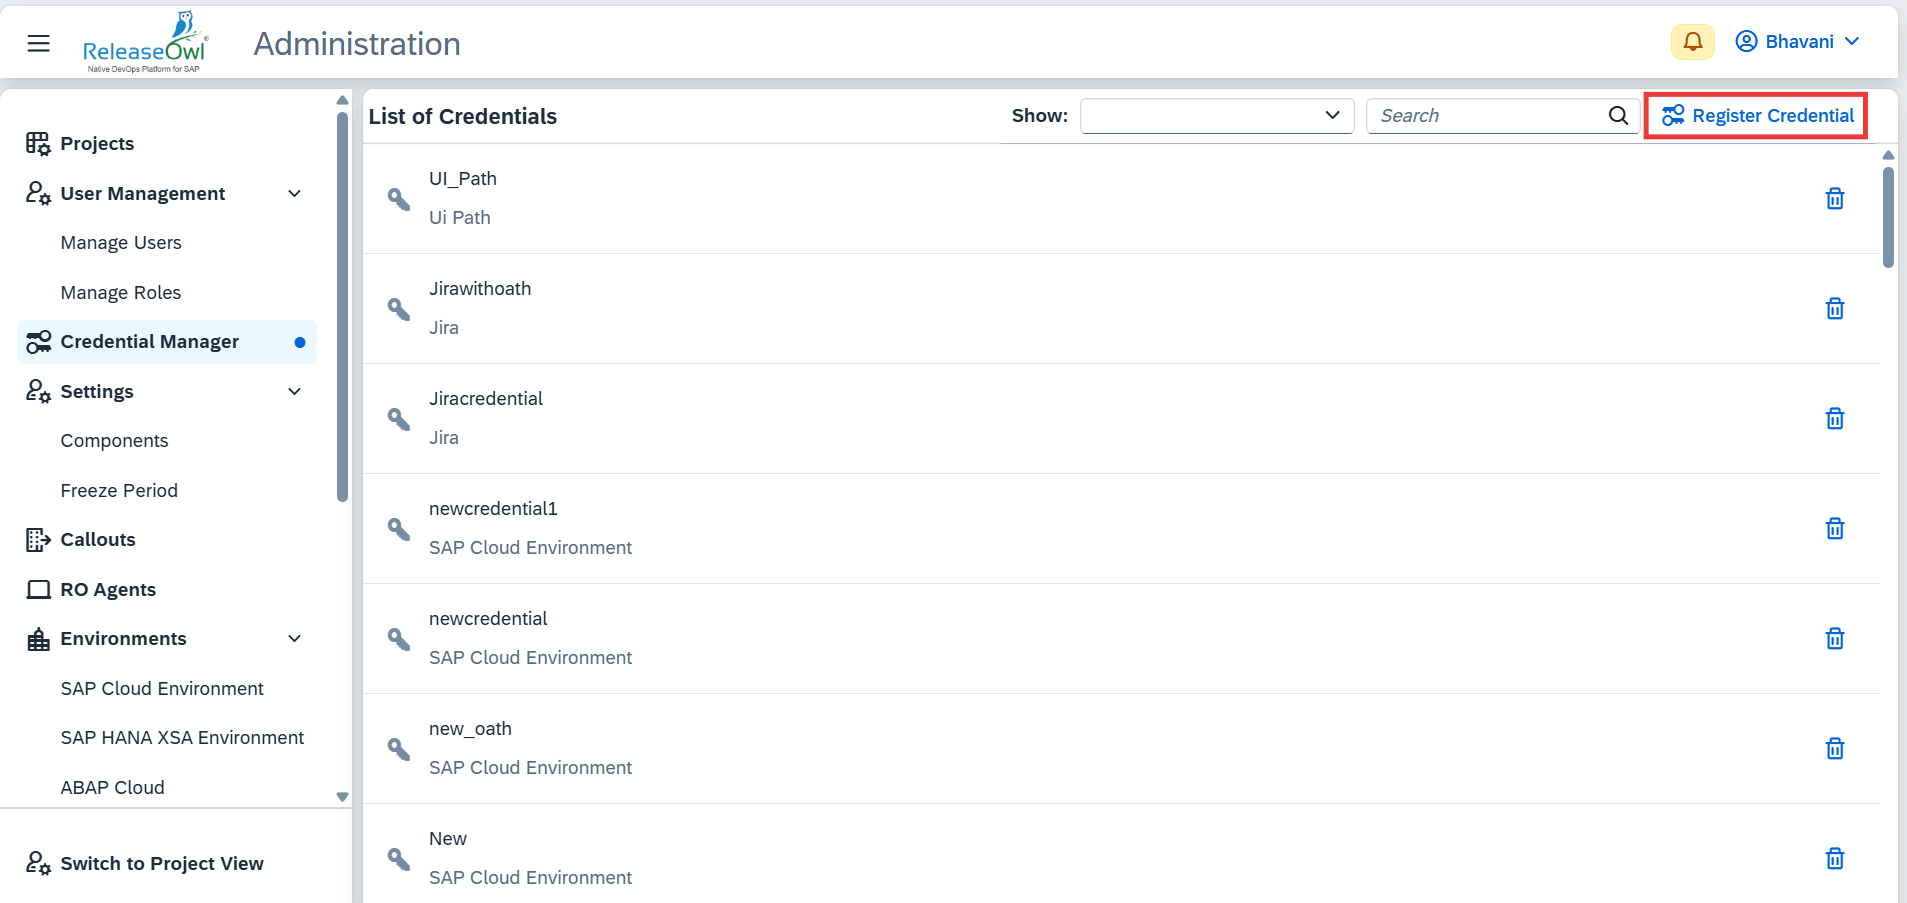 ReleaseOwl®
Native DevOps Platform for SAP
Administration
Bhavani
Projects
User Management
Manage Users
Manage Roles
Credential Manager
Settings
Components
Freeze Period
Callouts
RO Agents
Environments
SAP Cloud Environment
SAP HANA XSA Environment
ABAP Cloud
Switch to Project View
List of Credentials
Show:
Search
Register Credential
UI_Path
Ui Path
Jirawithoath
Jira
Jiracredential
Jira
newcredential1
SAP Cloud Environment
newcredential
SAP Cloud Environment
new_oath
SAP Cloud Environment
New
SAP Cloud Environment